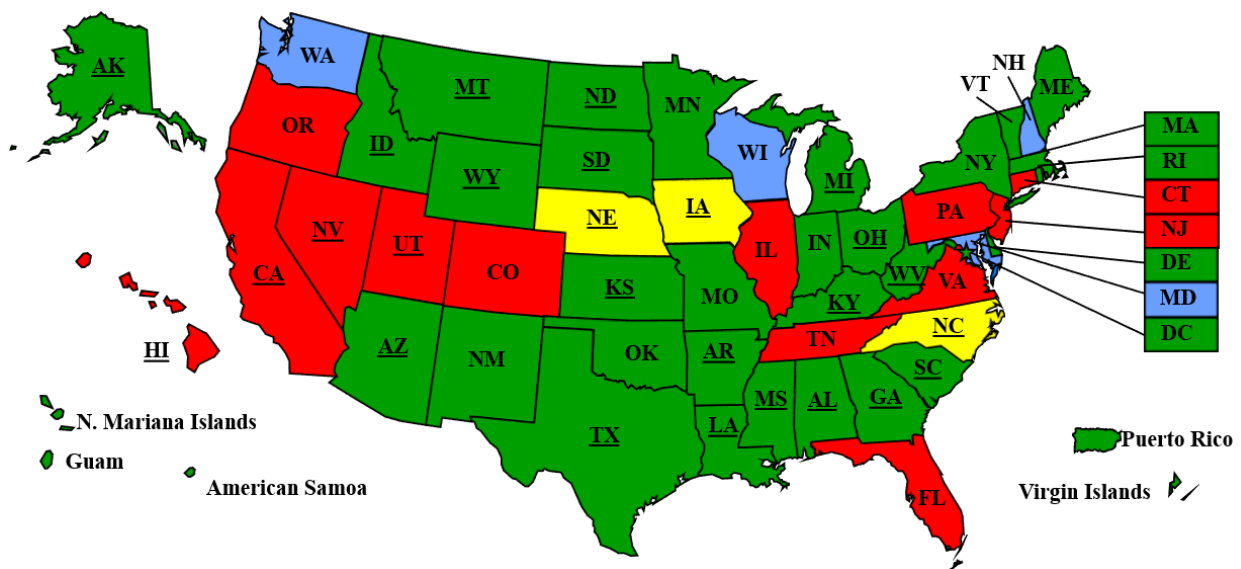 AK
WA
OR
CA
NV
ID
MT
WY
UT
CO
AZ
NM
ND
SD
NE
KS
OK
TX
MN
IA
MO
AR
LA
WI
IL
MI
IN
OH
KY
TN
MS
AL
GA
FL
SC
NC
VA
WV
PA
NY
VT
NH
ME
MA
RI
CT
NJ
DE
MD
DC
HI
N. Mariana Islands
Guam
American Samoa
Puerto Rico
Virgin Islands